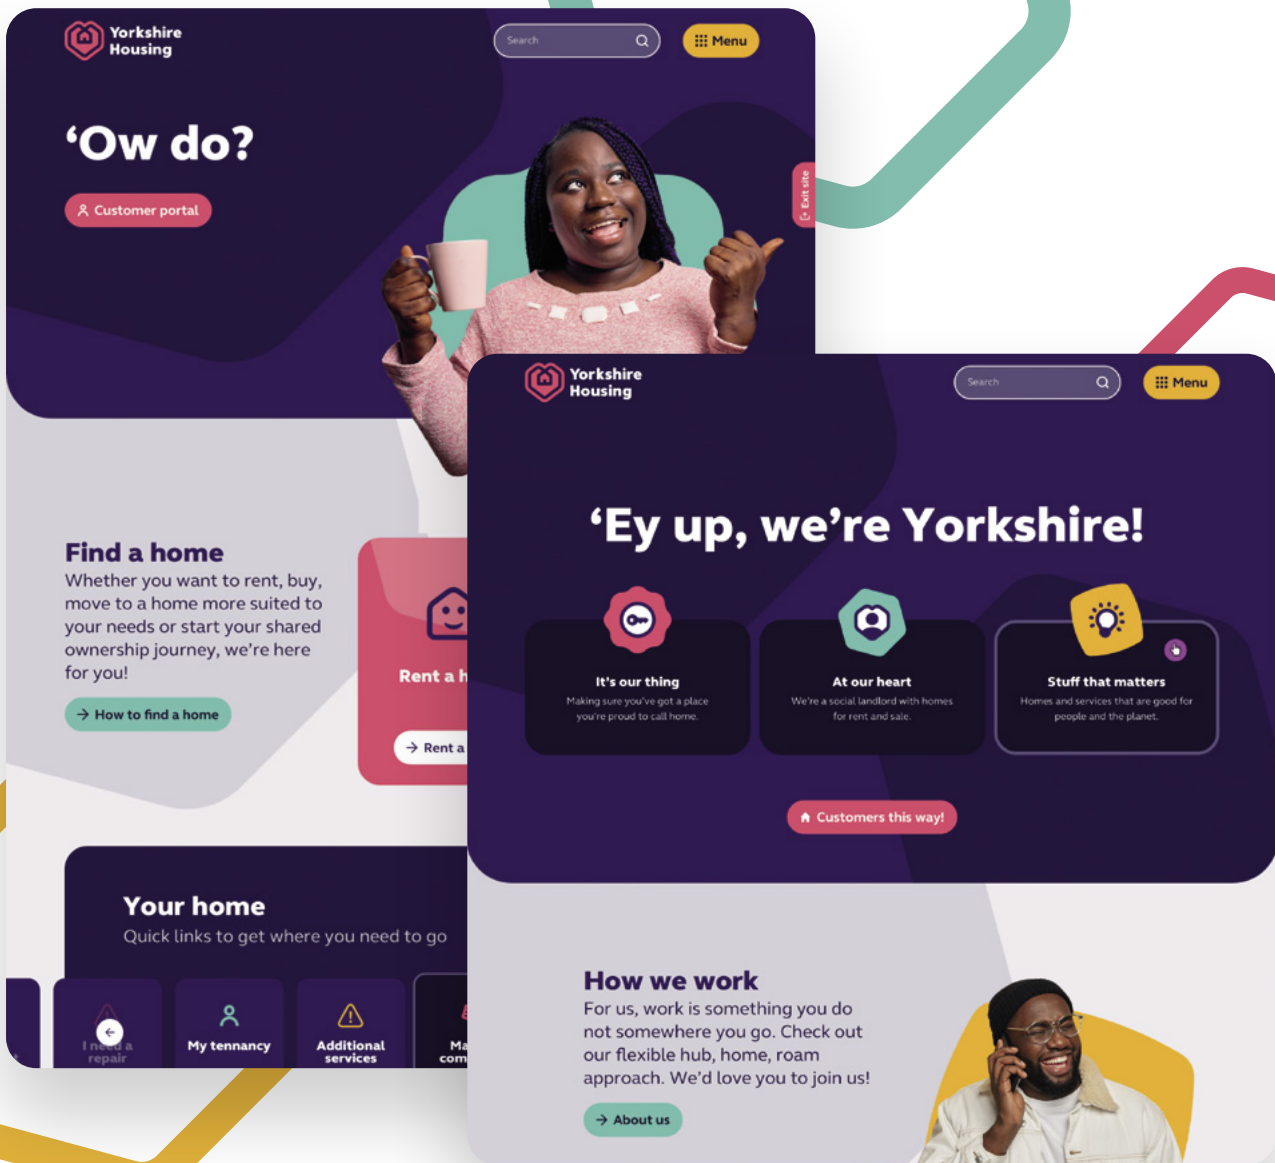 Yorkshire
Housing
Search
Menu
‘Ow do?
Customer portal
Exit site
Find a home
Whether you want to rent, buy,
move to a home more suited to
your needs or start your shared
ownership journey, we’re here
for you!
→ How to find a home
Rent a h
→ Rent a
Your home
Quick links to get where you need to go
I need a
repair
My tennancy
Additional
services
Ma
com
Yorkshire
Housing
Search
Menu
‘Ey up, we’re Yorkshire!
It’s our thing
Making sure you’ve got a place
you’re proud to call home.
At our heart
We’re a social landlord with homes
for rent and sale.
Stuff that matters
Homes and services that are good for
people and the planet.
Customers this way!
How we work
For us, work is something you do
not somewhere you go. Check out
our flexible hub, home, roam
approach. We’d love you to join us!
→ About us